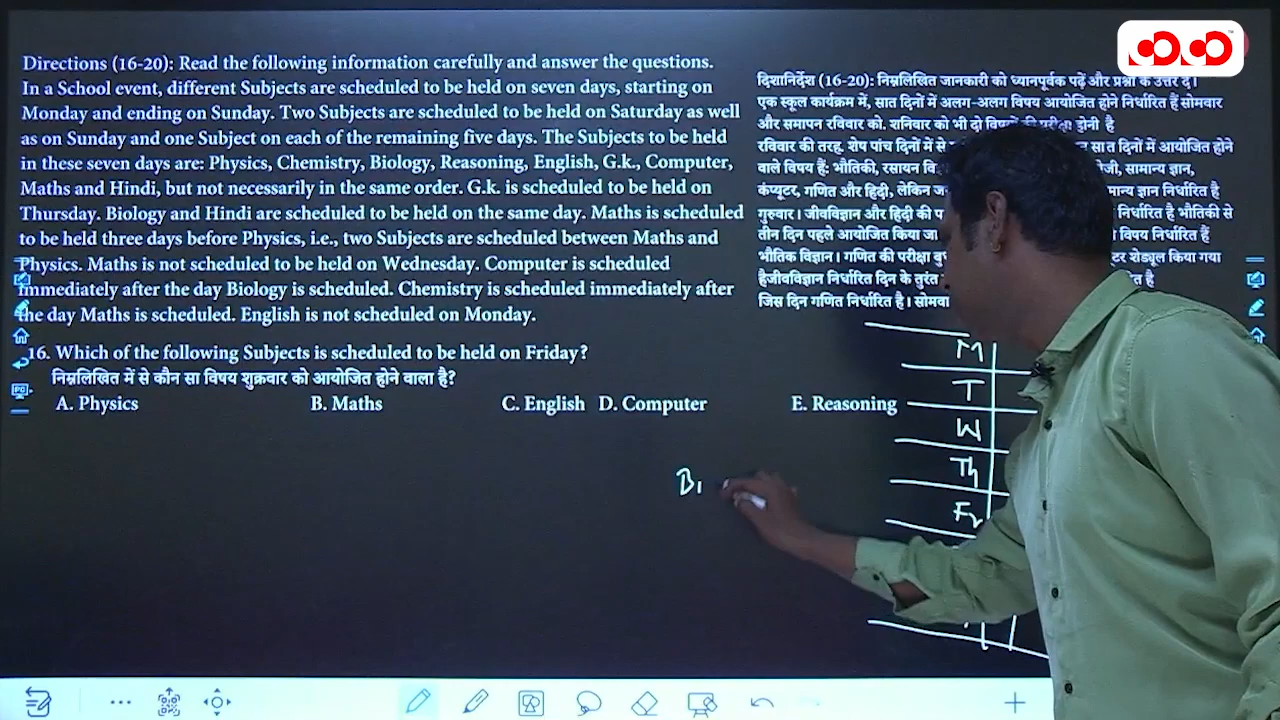 Directions (16-20): Read the following information carefully and answer the questions.
In a School event, different Subjects are scheduled to be held on seven days, starting on
Monday and ending on Sunday. Two Subjects are scheduled to be held on Saturday as well
as on Sunday and one Subject on each of the remaining five days. The Subjects to be held
in these seven days are: Physics, Chemistry, Biology, Reasoning, English, G.k., Computer,
Maths and Hindi, but not necessarily in the same order. G.k. is scheduled to be held on
Thursday. Biology and Hindi are scheduled to be held on the same day. Maths is scheduled
to be held three days before Physics, i.e., two Subjects are scheduled between Maths and
Physics. Maths is not scheduled to be held on Wednesday. Computer is scheduled
immediately after the day Biology is scheduled. Chemistry is scheduled immediately after
the day Maths is scheduled. English is not scheduled on Monday.
दिशानिर्देश (16-20): निम्नलिखित जानकारी को ध्यानपूर्वक पढ़ें और प्रश्नों के उत्तर दें।
एक स्कूल कार्यक्रम में, सात दिनों में अलग-अलग विषय आयोजित होने निर्धारित हैं सोमवार
और समापन रविवार को. शनिवार को भी दो विषयों की परीक्षा होनी है
रविवार की तरह, शेष पांच दिनों में से सात दिनों में आयोजित होने
वाले विषय हैं: भौतिकी, रसायन सामान्य ज्ञान,
कंप्यूटर, गणित और हिंदी, लेकिन सामान्य ज्ञान निर्धारित है
गुरुवार। जीवविज्ञान और हिंदी की निर्धारित है भौतिकी से
तीन दिन पहले आयोजित किया विषय निर्धारित हैं
भौतिक विज्ञान। गणित की परीक्षा शेड्यूल किया गया
हैजीवविज्ञान निर्धारित दिन के तुरंत है
जिस दिन गणित निर्धारित है।
16. Which of the following Subjects is scheduled to be held on Friday?
निम्नलिखित में से कौन सा विषय शुक्रवार को आयोजित होने वाला है?
A. Physics B. Maths C. English D. Computer E. Reasoning
M
T
W
Th
Fr
Bi
PC